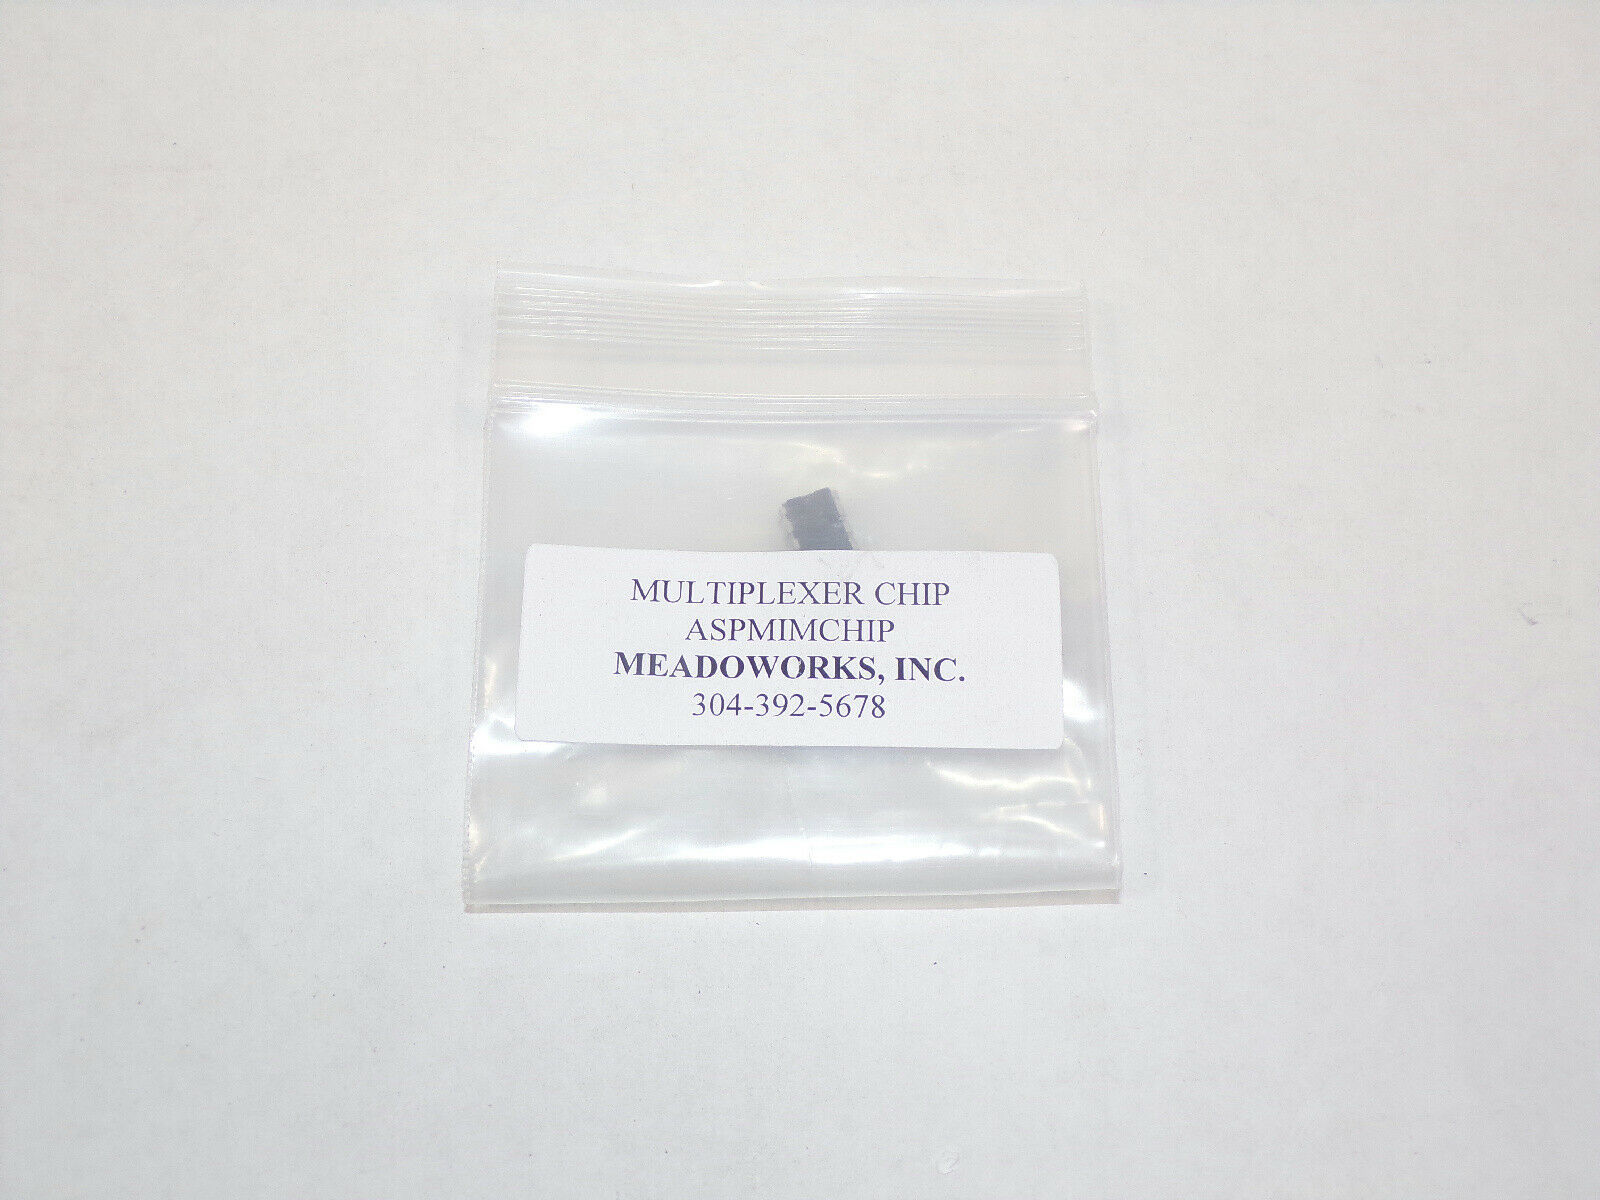 MULTIPLEXER CHIP
ASPMIMCHIP
MEADOWORKS, INC.
304-392-5678